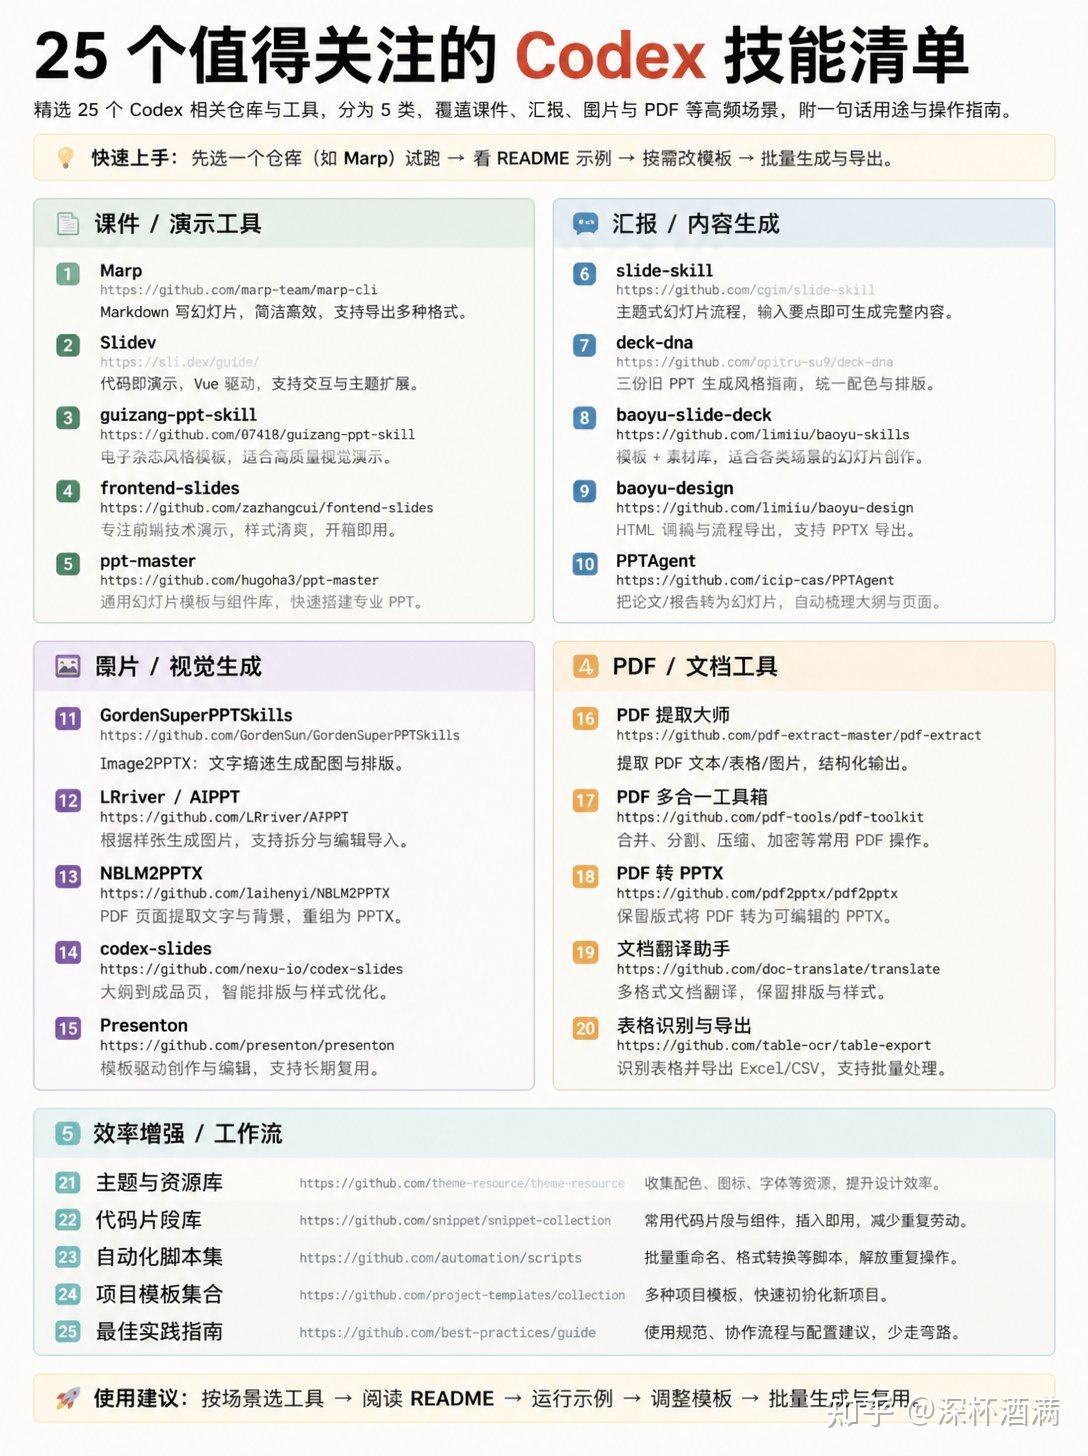 25 个值得关注的 Codex 技能清单
精选 25 个 Codex 相关仓库与工具，分为 5 类，覆盖课件、汇报、图片与 PDF 等高频场景，附一句话用途与操作指南。
快速上手：先选一个仓库（如 Marp）试跑 → 看 README 示例 → 按需改模板 → 批量生成与导出。
课件 / 演示工具
1 Marp
https://github.com/marp-team/marp-cli
Markdown 写幻灯片，简洁高效，支持导出多种格式。
2 Slidev
https://sli.dev/guide/
代码即演示，Vue 驱动，支持交互与主题扩展。
3 guizang-ppt-skill
https://github.com/07418/guizang-ppt-skill
电子杂志风格模板，适合高质量视觉演示。
4 frontend-slides
https://github.com/zazhangcui/fontend-slides
专注前端技术演示，样式清爽，开箱即用。
5 ppt-master
https://github.com/hugoha3/ppt-master
通用幻灯片模板与组件库，快速搭建专业 PPT。
汇报 / 内容生成
6 slide-skill
https://github.com/cgim/slide-skill
主题式幻灯片流程，输入要点即可生成完整内容。
7 deck-dna
https://github.com/opitru-su9/deck-dna
三份旧 PPT 生成风格指南，统一配色与排版。
8 baoyu-slide-deck
https://github.com/limiiu/baoyu-skills
模板 + 素材库，适合各类场景的幻灯片创作。
9 baoyu-design
https://github.com/limiiu/baoyu-design
HTML 调稿与流程导出，支持 PPTX 导出。
10 PPTAgent
https://github.com/icip-cas/PPTAgent
把论文/报告转为幻灯片，自动梳理大纲与页面。
图片 / 视觉生成
11 GordenSuperPPTSkills
https://github.com/GordenSun/GordenSuperPPTSkills
Image2PPTX：文字描述生成配图与排版。
12 LRriver / AIPPT
https://github.com/LRriver/AIPPT
根据样张生成图片，支持拆分与编辑导入。
13 NBLM2PPTX
https://github.com/laihenyi/NBLM2PPTX
PDF 页面提取文字与背景，重组为 PPTX。
14 codex-slides
https://github.com/nexu-io/codex-slides
大纲到成品页，智能排版与样式优化。
15 Presenton
https://github.com/presenton/presenton
模板驱动创作与编辑，支持长期复用。
4 PDF / 文档工具
16 PDF 提取大师
https://github.com/pdf-extract-master/pdf-extract
提取 PDF 文本/表格/图片，结构化输出。
17 PDF 多合一工具箱
https://github.com/pdf-tools/pdf-toolkit
合并、分割、压缩、加密等常用 PDF 操作。
18 PDF 转 PPTX
https://github.com/pdf2pptx/pdf2pptx
保留版式将 PDF 转为可编辑的 PPTX。
19 文档翻译助手
https://github.com/doc-translate/translate
多格式文档翻译，保留排版与样式。
20 表格识别与导出
https://github.com/table-ocr/table-export
识别表格并导出 Excel/CSV，支持批量处理。
5 效率增强 / 工作流
21 主题与资源库 https://github.com/theme-resource/theme-resource 收集配色、图标、字体等资源，提升设计效率。
22 代码片段库 https://github.com/snippet/snippet-collection 常用代码片段与组件，插入即用，减少重复劳动。
23 自动化脚本集 https://github.com/automation/scripts 批量重命名、格式转换等脚本，解放重复操作。
24 项目模板集合 https://github.com/project-templates/collection 多种项目模板，快速初始化新项目。
25 最佳实践指南 https://github.com/best-practices/guide 使用规范、协作流程与配置建议，少走弯路。
使用建议：按场景选工具 → 阅读 README → 运行示例 → 调整模板 → 批量生成与复用。
知乎 @深杯酒满